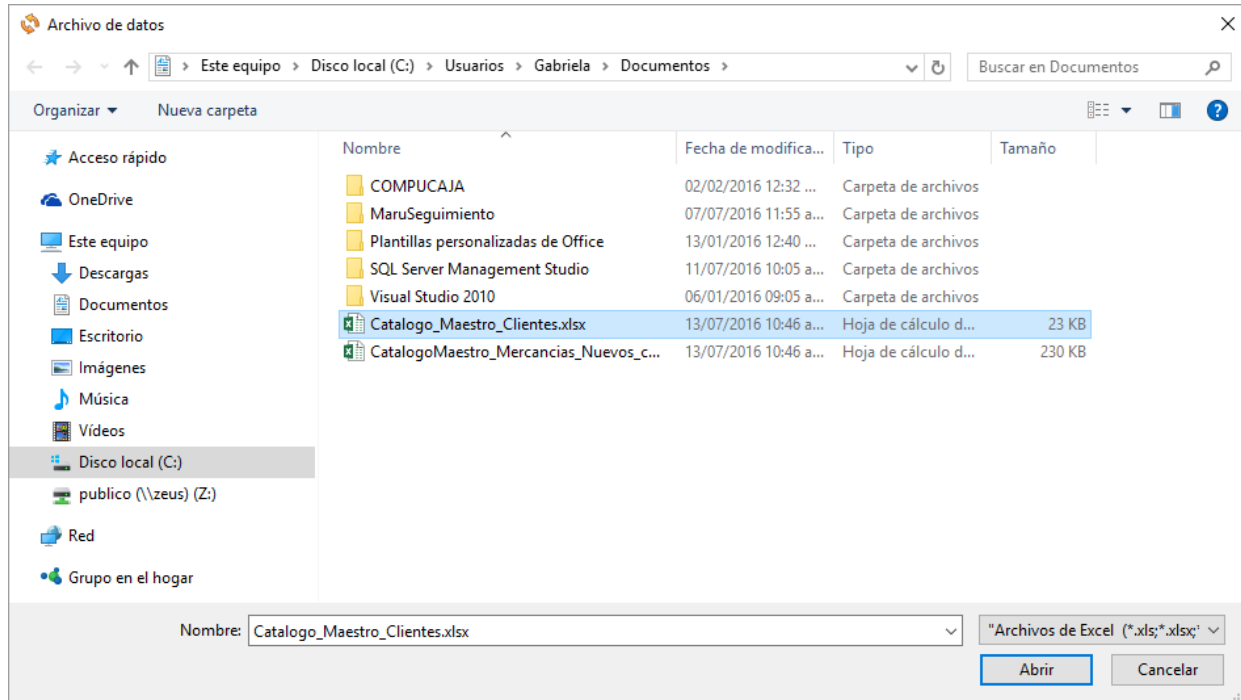 Archivo de datos
Este equipo > Disco local (C:) > Usuarios > Gabriela > Documentos >
Buscar en Documentos
Organizar
Nueva carpeta
Acceso rápido
OneDrive
Este equipo
Descargas
Documentos
Escritorio
Imágenes
Música
Vídeos
Disco local (C:)
publico (\\zeus) (Z:)
Red
Grupo en el hogar
Nombre Fecha de modifica... Tipo Tamaño
COMPUCAJA 02/02/2016 12:32 ... Carpeta de archivos
MaruSeguimiento 07/07/2016 11:55 a... Carpeta de archivos
Plantillas personalizadas de Office 13/01/2016 12:40 ... Carpeta de archivos
SQL Server Management Studio 11/07/2016 10:05 a... Carpeta de archivos
Visual Studio 2010 06/01/2016 09:05 a... Carpeta de archivos
Catalogo_Maestro_Clientes.xlsx 13/07/2016 10:46 a... Hoja de cálculo d... 23 KB
CatalogoMaestro_Mercancias_Nuevos_c... 13/07/2016 10:46 a... Hoja de cálculo d... 230 KB
Nombre: Catalogo_Maestro_Clientes.xlsx
"Archivos de Excel (*.xls;*.xlsx;*
Abrir
Cancelar